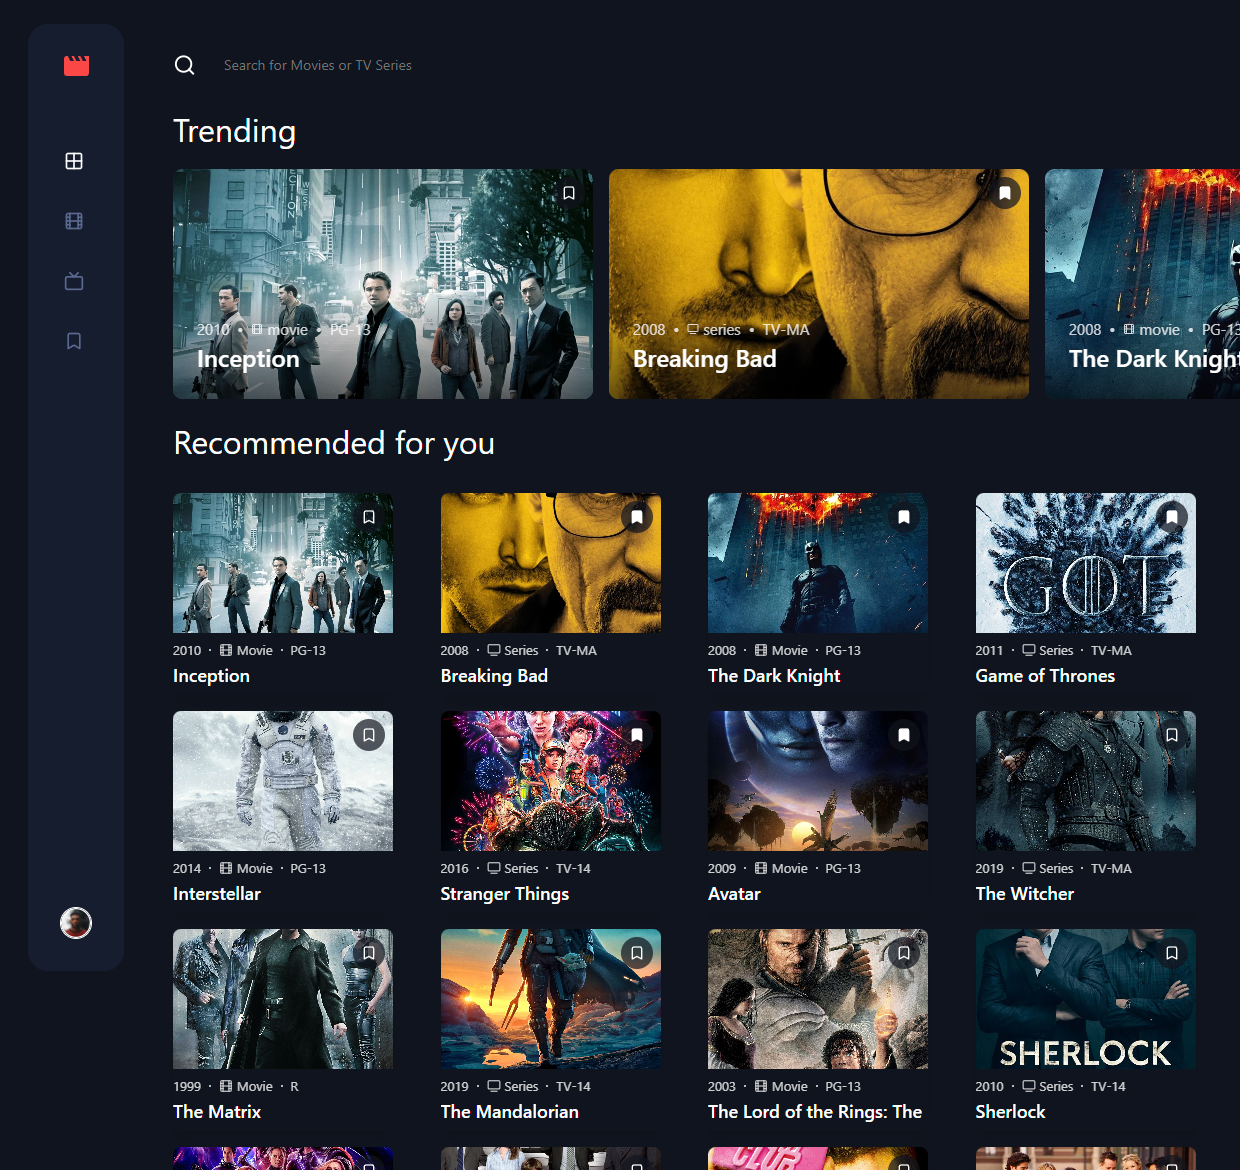 Search for Movies or TV Series
Trending
2010 • movie • PG-13
Inception
2008 • series • TV-MA
Breaking Bad
2008 • movie • PG-13
The Dark Knight
Recommended for you
2010 · Movie · PG-13
Inception
2008 · Series · TV-MA
Breaking Bad
2008 · Movie · PG-13
The Dark Knight
GOT
2011 · Series · TV-MA
Game of Thrones
2014 · Movie · PG-13
Interstellar
2016 · Series · TV-14
Stranger Things
2009 · Movie · PG-13
Avatar
2019 · Series · TV-MA
The Witcher
1999 · Movie · R
The Matrix
2019 · Series · TV-14
The Mandalorian
2003 · Movie · PG-13
The Lord of the Rings: The
SHERLOCK
2010 · Series · TV-14
Sherlock
CLUB